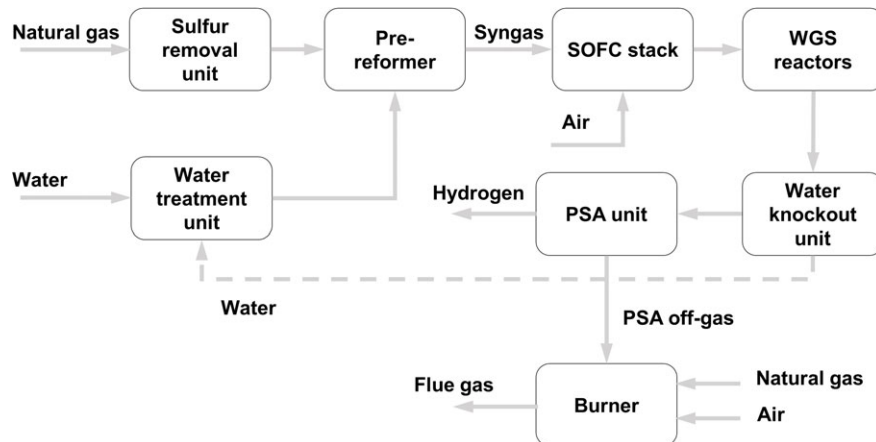 Natural gas
Sulfur
removal
unit
Pre-
reformer
Syngas
SOFC stack
WGS
reactors
Air
Water
Water
treatment
unit
Hydrogen
PSA unit
Water
knockout
unit
Water
PSA off-gas
Flue gas
Burner
Natural gas
Air